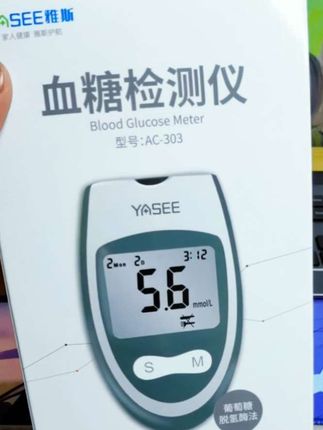 YASEE雅斯
家人健康 雅斯护航
血糖检测仪
Blood Glucose Meter
型号:AC-303
YASEE
3:12
5.6
mmol/L
S M
葡萄糖
脱氢酶法